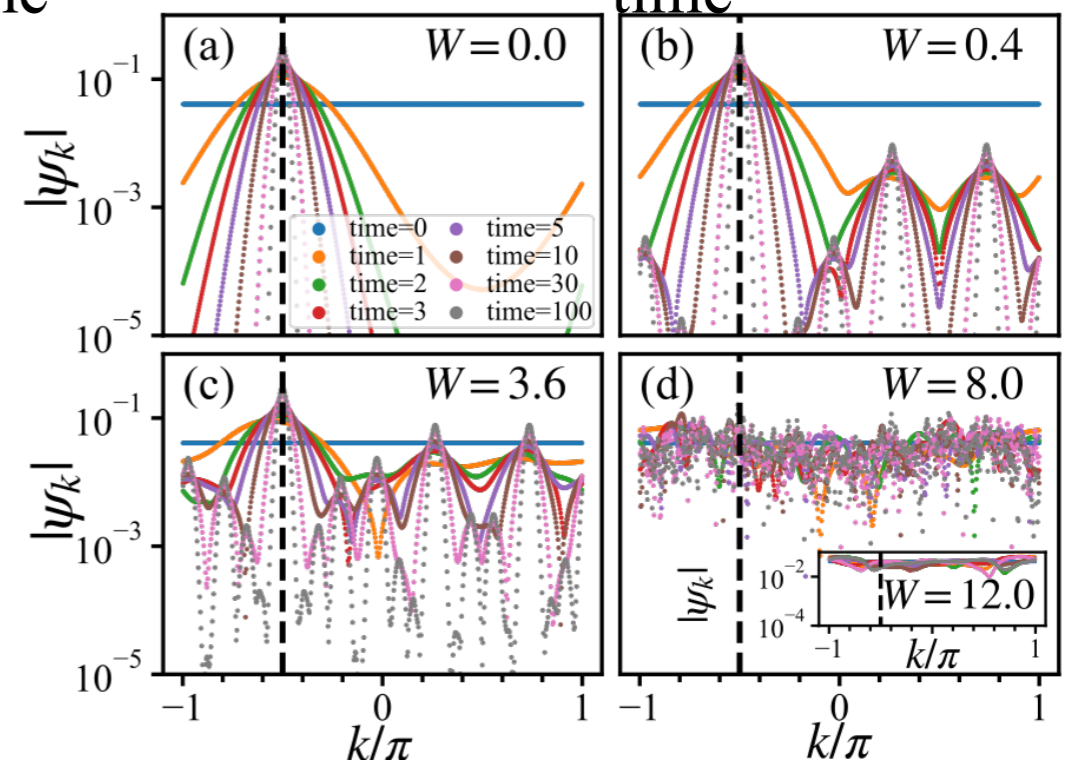 time
(a) W = 0.0
(b) W = 0.4
10⁻¹
10⁻³
10⁻⁵
|ψₖ|
time=0 time=5
time=1 time=10
time=2 time=30
time=3 time=100
(c) W = 3.6
(d) W = 8.0
10⁻¹
10⁻³
10⁻⁵
|ψₖ|
|ψₖ|
10⁻²
10⁻⁴
W = 12.0
−1 1
k/π
−1 0 1
k/π
−1 0 1
k/π